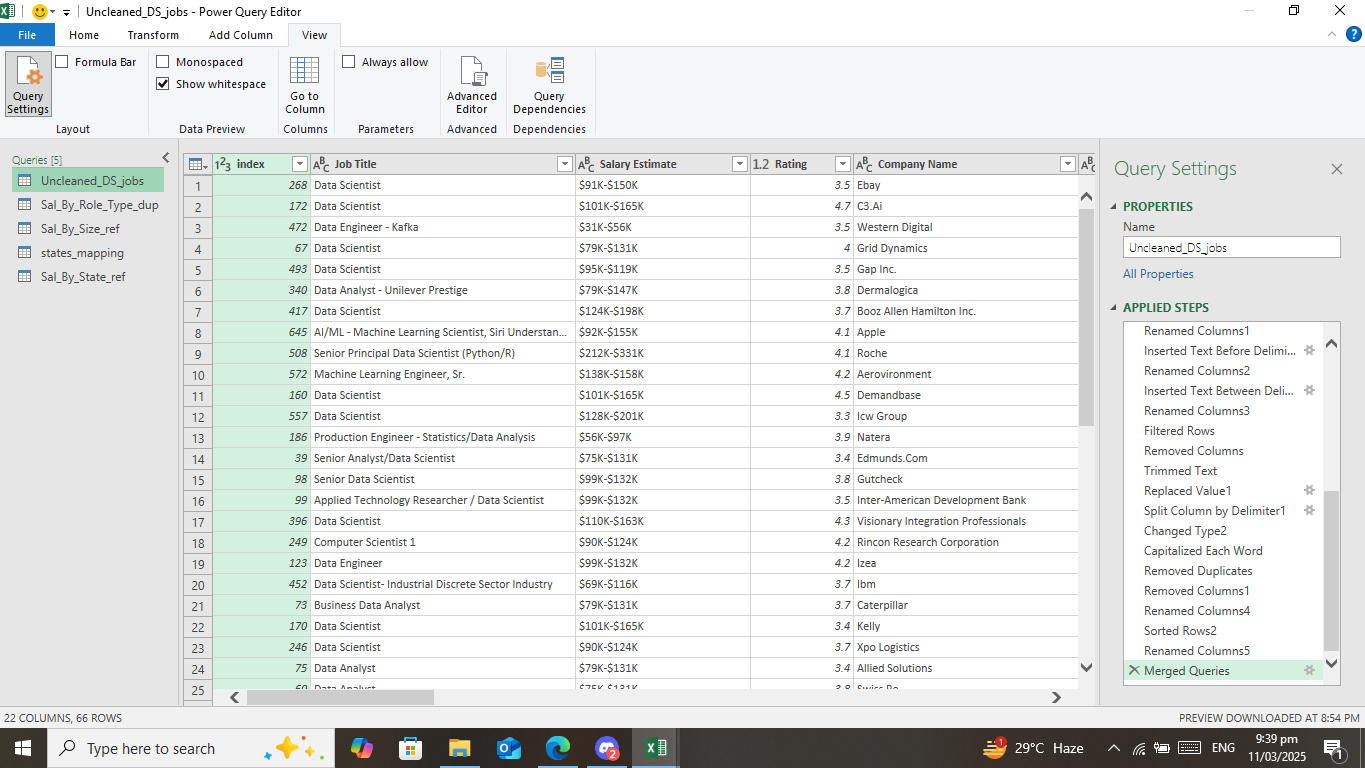 Uncleaned_DS_jobs - Power Query Editor
File Home Transform Add Column View
Query Settings
Formula Bar
Layout
Monospaced
Show whitespace
Data Preview
Go to Column
Columns
Always allow
Parameters
Advanced Editor
Advanced
Query Dependencies
Dependencies
Queries [5]
Uncleaned_DS_jobs
Sal_By_Role_Type_dup
Sal_By_Size_ref
states_mapping
Sal_By_State_ref
1²3 index ABC Job Title ABC Salary Estimate 1.2 Rating ABC Company Name ABC
1 268 Data Scientist $91K-$150K 3.5 Ebay
2 172 Data Scientist $101K-$165K 4.7 C3.Ai
3 472 Data Engineer - Kafka $31K-$56K 3.5 Western Digital
4 67 Data Scientist $79K-$131K 4 Grid Dynamics
5 493 Data Scientist $95K-$119K 3.5 Gap Inc.
6 340 Data Analyst - Unilever Prestige $79K-$147K 3.8 Dermalogica
7 417 Data Scientist $124K-$198K 3.7 Booz Allen Hamilton Inc.
8 645 AI/ML - Machine Learning Scientist, Siri Understan... $92K-$155K 4.1 Apple
9 508 Senior Principal Data Scientist (Python/R) $212K-$331K 4.1 Roche
10 572 Machine Learning Engineer, Sr. $138K-$158K 4.2 Aerovironment
11 160 Data Scientist $101K-$165K 4.5 Demandbase
12 557 Data Scientist $128K-$201K 3.3 Icw Group
13 186 Production Engineer - Statistics/Data Analysis $56K-$97K 3.9 Natera
14 39 Senior Analyst/Data Scientist $75K-$131K 3.4 Edmunds.Com
15 98 Senior Data Scientist $99K-$132K 3.8 Gutcheck
16 99 Applied Technology Researcher / Data Scientist $99K-$132K 3.5 Inter-American Development Bank
17 396 Data Scientist $110K-$163K 4.3 Visionary Integration Professionals
18 249 Computer Scientist 1 $90K-$124K 4.2 Rincon Research Corporation
19 123 Data Engineer $99K-$132K 4.2 Izea
20 452 Data Scientist- Industrial Discrete Sector Industry $69K-$116K 3.7 Ibm
21 73 Business Data Analyst $79K-$131K 3.7 Caterpillar
22 170 Data Scientist $101K-$165K 3.4 Kelly
23 246 Data Scientist $90K-$124K 3.7 Xpo Logistics
24 75 Data Analyst $79K-$131K 3.4 Allied Solutions
25 60 Data Analyst $75K-$131K 3.8 Swiss Re
Query Settings
PROPERTIES
Name
Uncleaned_DS_jobs
All Properties
APPLIED STEPS
Renamed Columns1
Inserted Text Before Delimi...
Renamed Columns2
Inserted Text Between Deli...
Renamed Columns3
Filtered Rows
Removed Columns
Trimmed Text
Replaced Value1
Split Column by Delimiter1
Changed Type2
Capitalized Each Word
Removed Duplicates
Removed Columns1
Renamed Columns4
Sorted Rows2
Renamed Columns5
Merged Queries
22 COLUMNS, 66 ROWS
PREVIEW DOWNLOADED AT 8:54 PM
Type here to search
2
1
29°C Haze
ENG
9:39 pm
11/03/2025
1